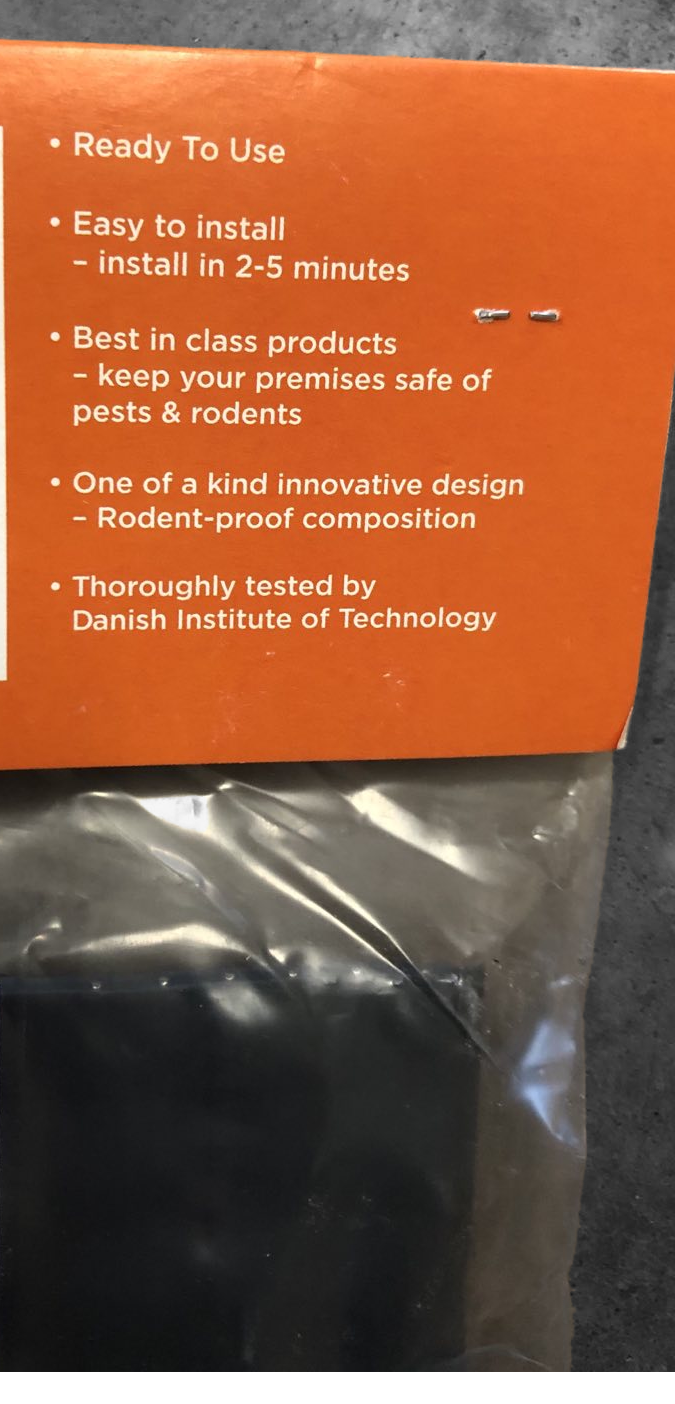 • Ready To Use
• Easy to install
– install in 2-5 minutes
• Best in class products
– keep your premises safe of
pests & rodents
• One of a kind innovative design
– Rodent-proof composition
• Thoroughly tested by
Danish Institute of Technology